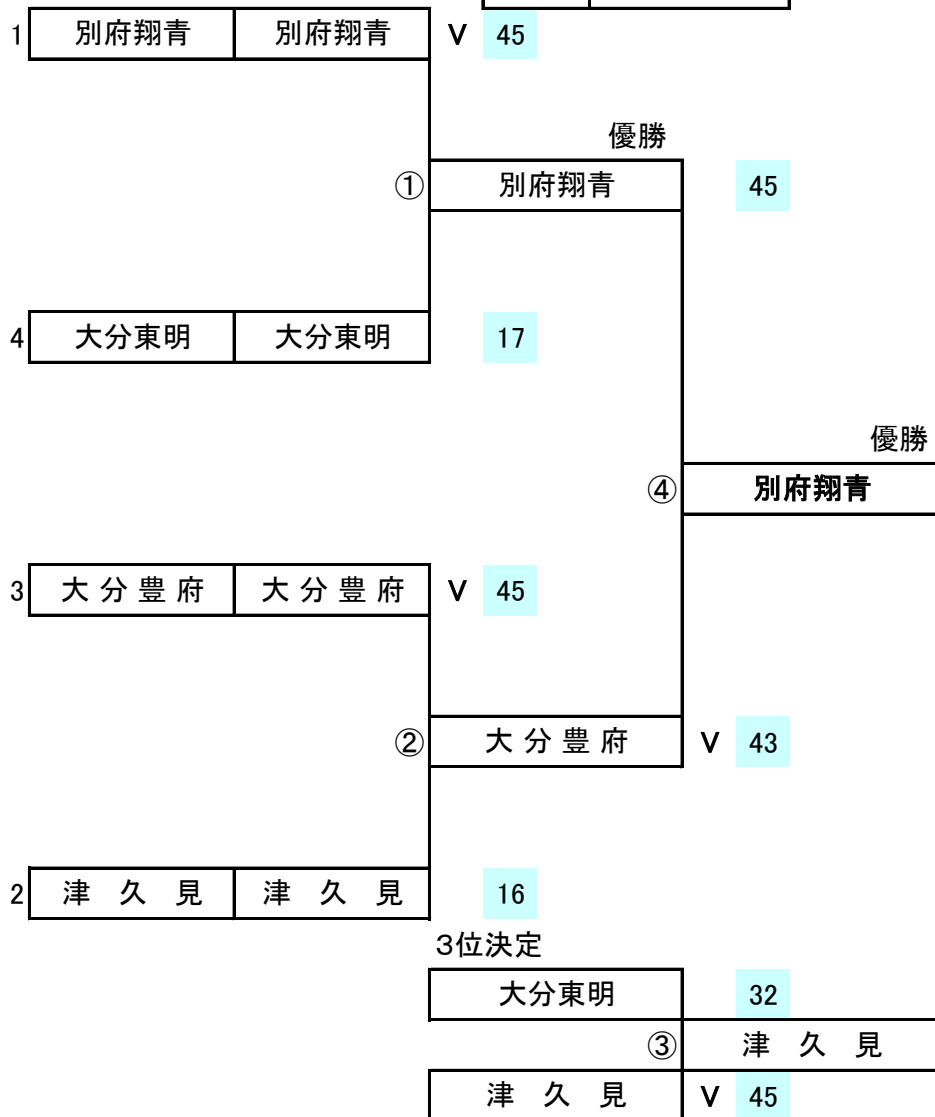 1 別府翔青 別府翔青 V 45
優勝
① 別府翔青 45
4 大分東明 大分東明 17
優勝
④ 別府翔青
3 大分豊府 大分豊府 V 45
② 大分豊府 V 43
2 津久見 津久見 16
3位決定
大分東明 32
③ 津久見
津久見 V 45